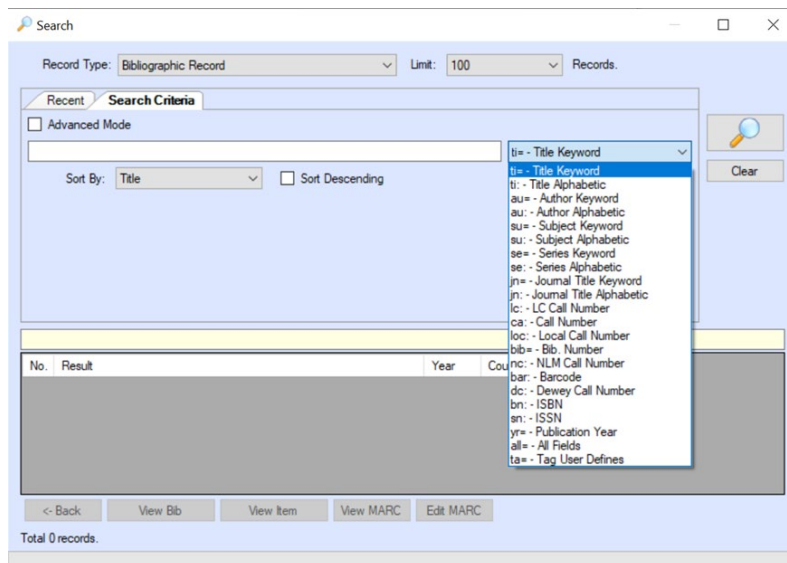 Search
Record Type: Bibliographic Record Limit: 100 Records.
Recent Search Criteria
Advanced Mode
ti= - Title Keyword
Sort By: Title Sort Descending
Clear
ti= - Title Keyword
ti: - Title Alphabetic
au= - Author Keyword
au: - Author Alphabetic
su= - Subject Keyword
su: - Subject Alphabetic
se= - Series Keyword
se: - Series Alphabetic
jn= - Journal Title Keyword
jn: - Journal Title Alphabetic
lc: - LC Call Number
ca: - Call Number
loc: - Local Call Number
bib= - Bib. Number
nc: - NLM Call Number
bar: - Barcode
dc: - Dewey Call Number
bn: - ISBN
sn: - ISSN
yr= - Publication Year
all= - All Fields
ta= - Tag User Defines
No. Result Year Cou
<- Back View Bib View Item View MARC Edit MARC
Total 0 records.